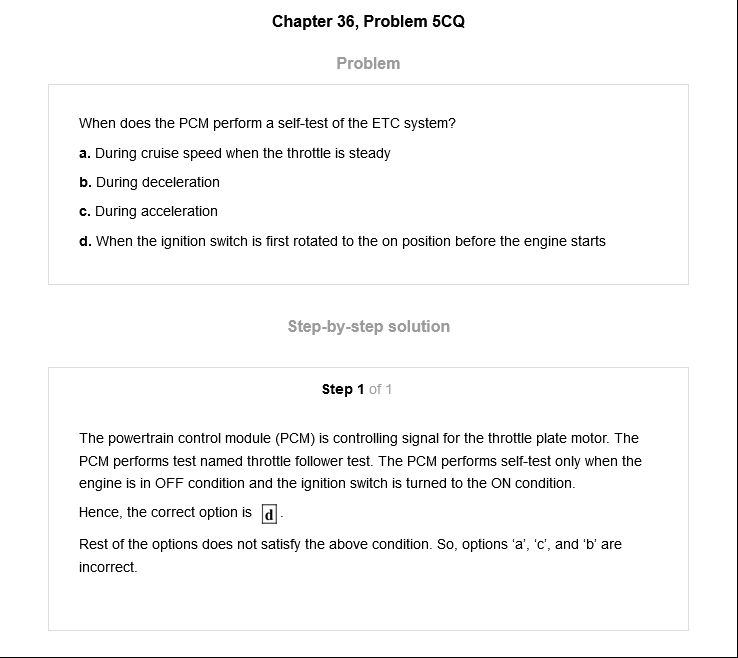 Chapter 36, Problem 5CQ
Problem
When does the PCM perform a self-test of the ETC system?
a. During cruise speed when the throttle is steady
b. During deceleration
c. During acceleration
d. When the ignition switch is first rotated to the on position before the engine starts
Step-by-step solution
Step 1 of 1
The powertrain control module (PCM) is controlling signal for the throttle plate motor. The
PCM performs test named throttle follower test. The PCM performs self-test only when the
engine is in OFF condition and the ignition switch is turned to the ON condition.
Hence, the correct option is d.
Rest of the options does not satisfy the above condition. So, options ‘a’, ‘c’, and ‘b’ are
incorrect.